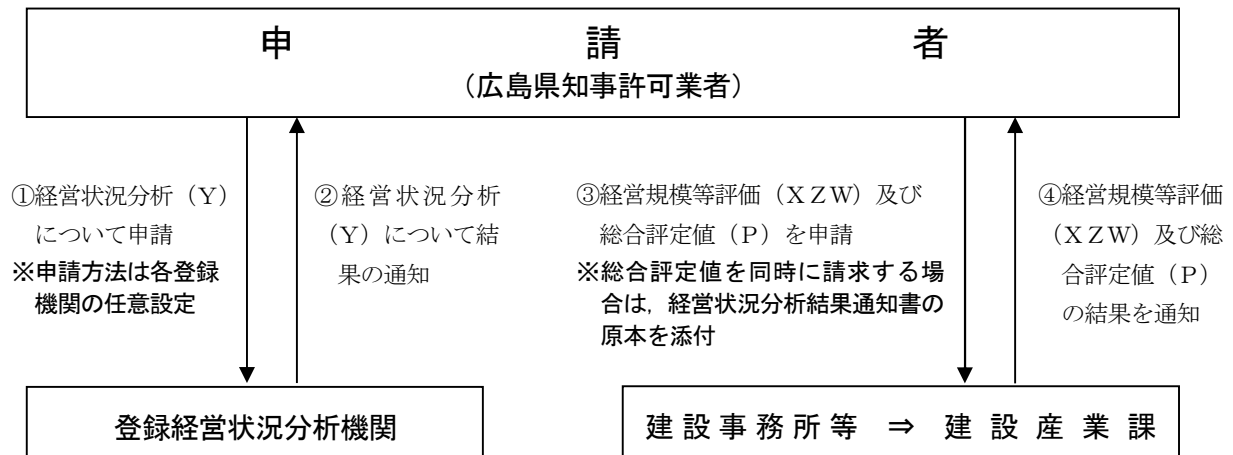 申請者
（広島県知事許可業者）
①経営状況分析（Y）
について申請
※申請方法は各登録
機関の任意設定
②経営状況分析
（Y）について結
果の通知
③経営規模等評価（XZW）及び
総合評定値（P）を申請
※総合評定値を同時に請求する場
合は，経営状況分析結果通知書の
原本を添付
④経営規模等評価
（XZW）及び総
合評定値（P）
の結果を通知
登録経営状況分析機関
建設事務所等 ⇒ 建設産業課